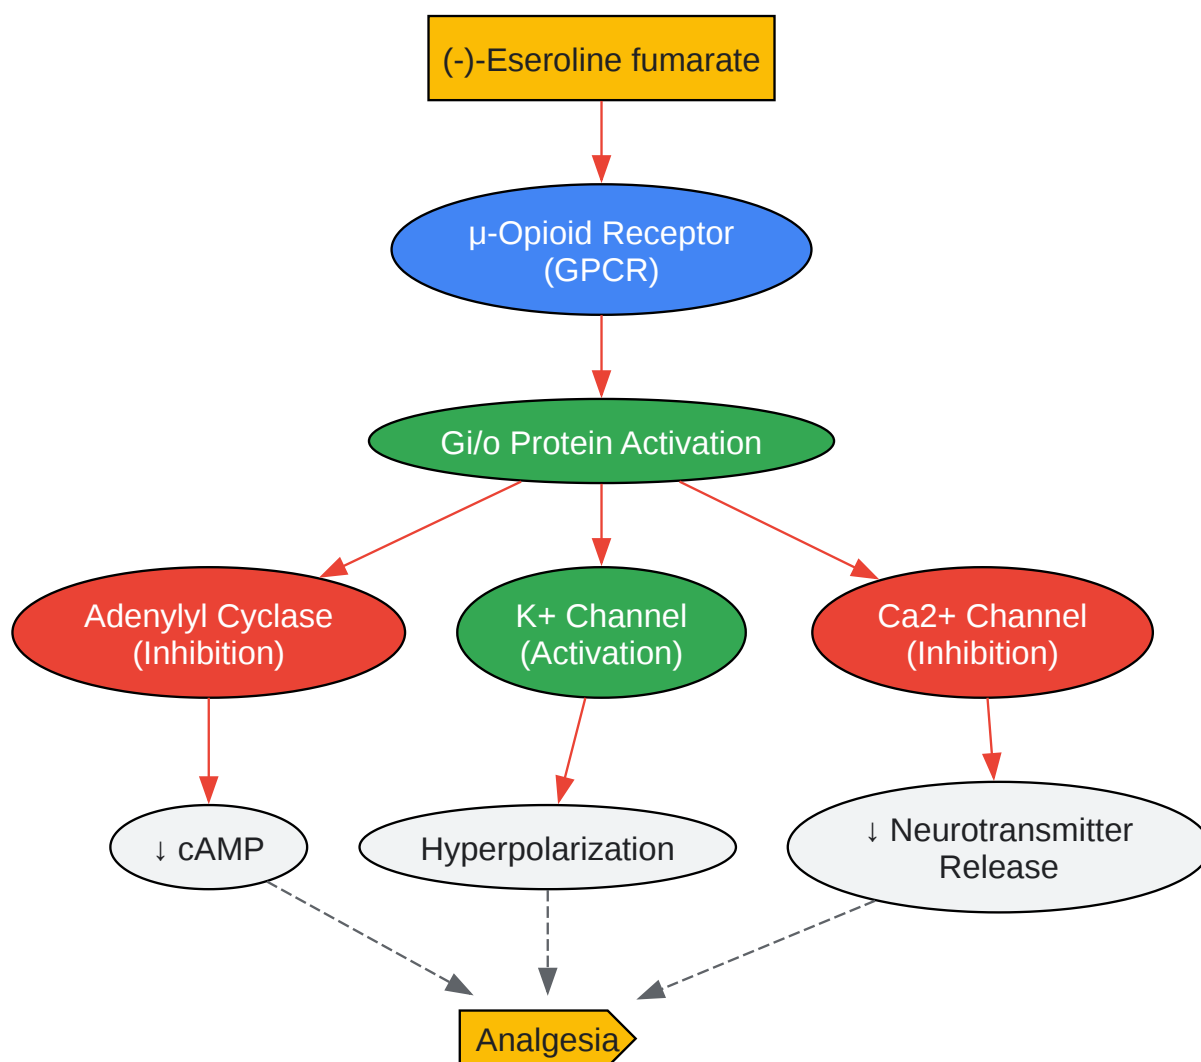 (-)-Eseroline fumarate
μ-Opioid Receptor
(GPCR)
Gi/o Protein Activation
Adenylyl Cyclase
(Inhibition)
K+ Channel
(Activation)
Ca2+ Channel
(Inhibition)
↓ cAMP
Hyperpolarization
↓ Neurotransmitter
Release
Analgesia